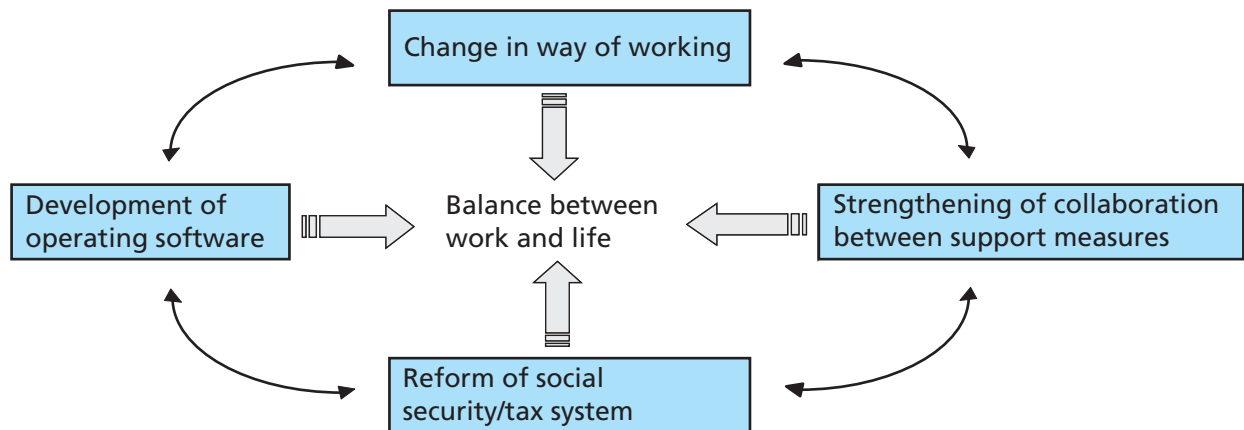 Change in way of working
Development of
operating software
Balance between
work and life
Strengthening of collaboration
between support measures
Reform of social
security/tax system